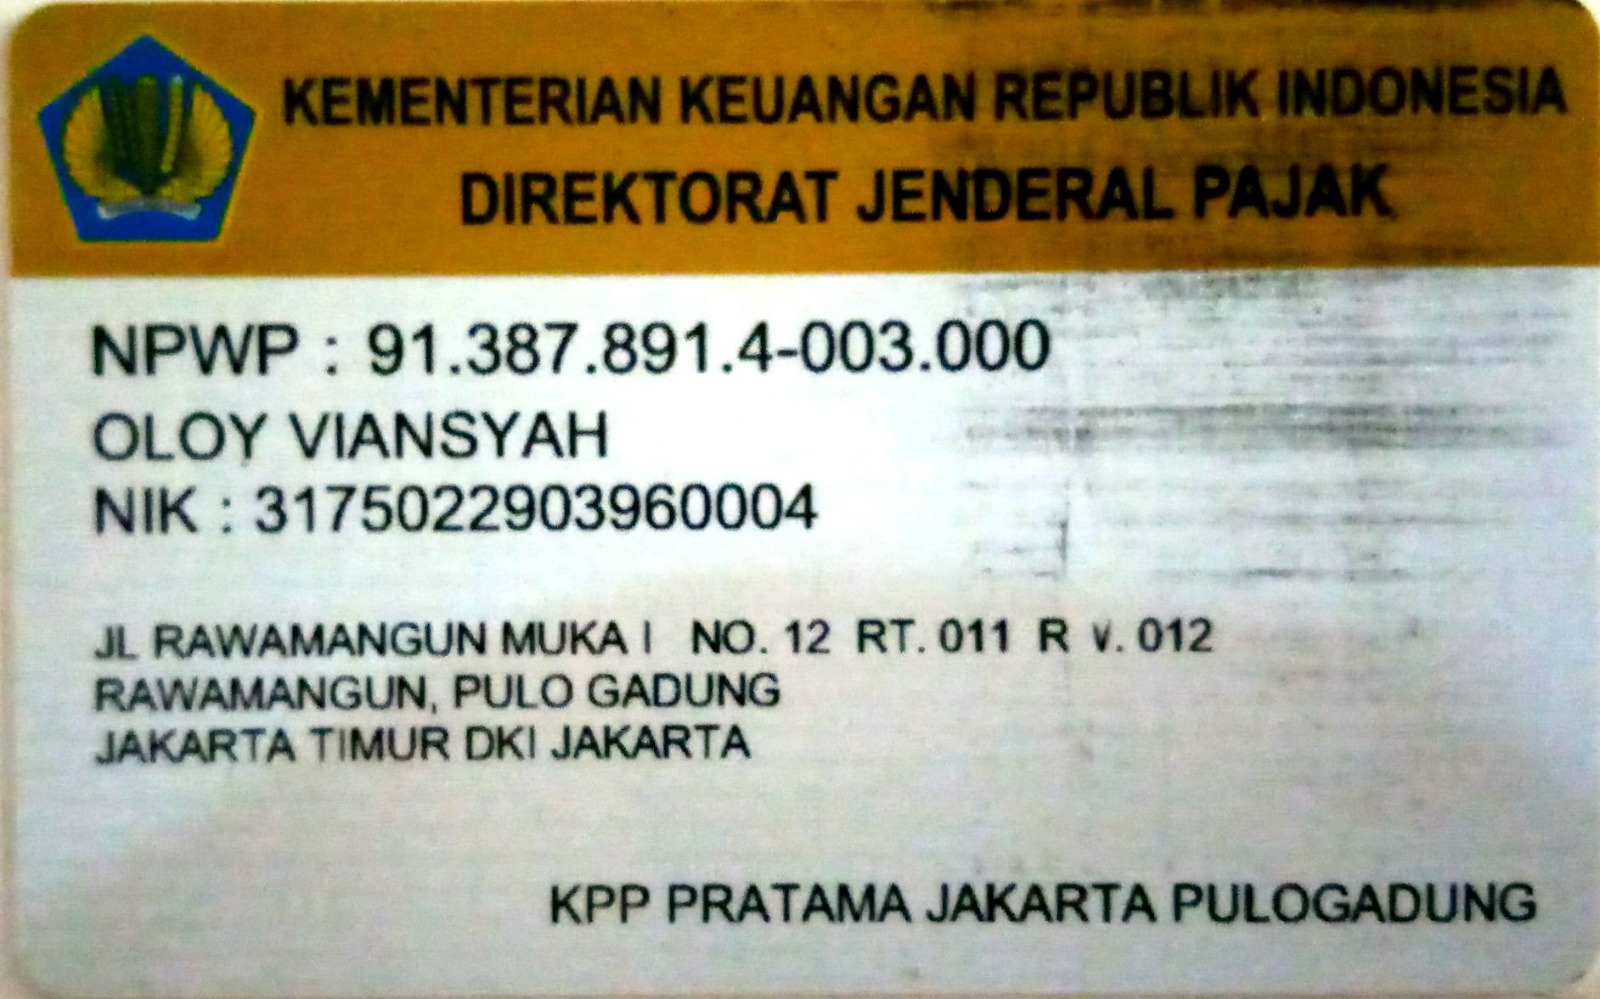 KEMENTERIAN KEUANGAN REPUBLIK INDONESIA
DIREKTORAT JENDERAL PAJAK
NPWP : 91.387.891.4-003.000
OLOY VIANSYAH
NIK : 3175022903960004
JL RAWAMANGUN MUKA I NO. 12 RT. 011 R v. 012
RAWAMANGUN, PULO GADUNG
JAKARTA TIMUR DKI JAKARTA
KPP PRATAMA JAKARTA PULOGADUNG